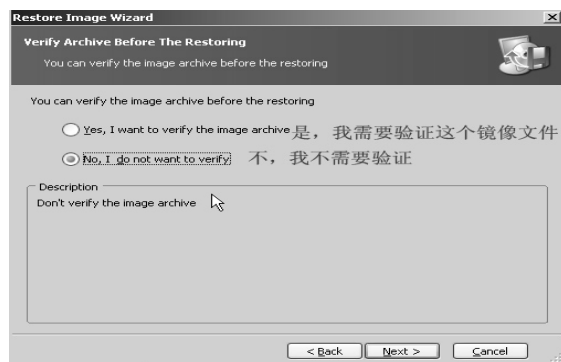 Restore Image Wizard
Verify Archive Before The Restoring
You can verify the image archive before the restoring
You can verify the image archive before the restoring
Yes, I want to verify the image archive 是，我需要验证这个镜像文件
No, I do not want to verify 不，我不需要验证
Description
Don't verify the image archive
< Back Next > Cancel